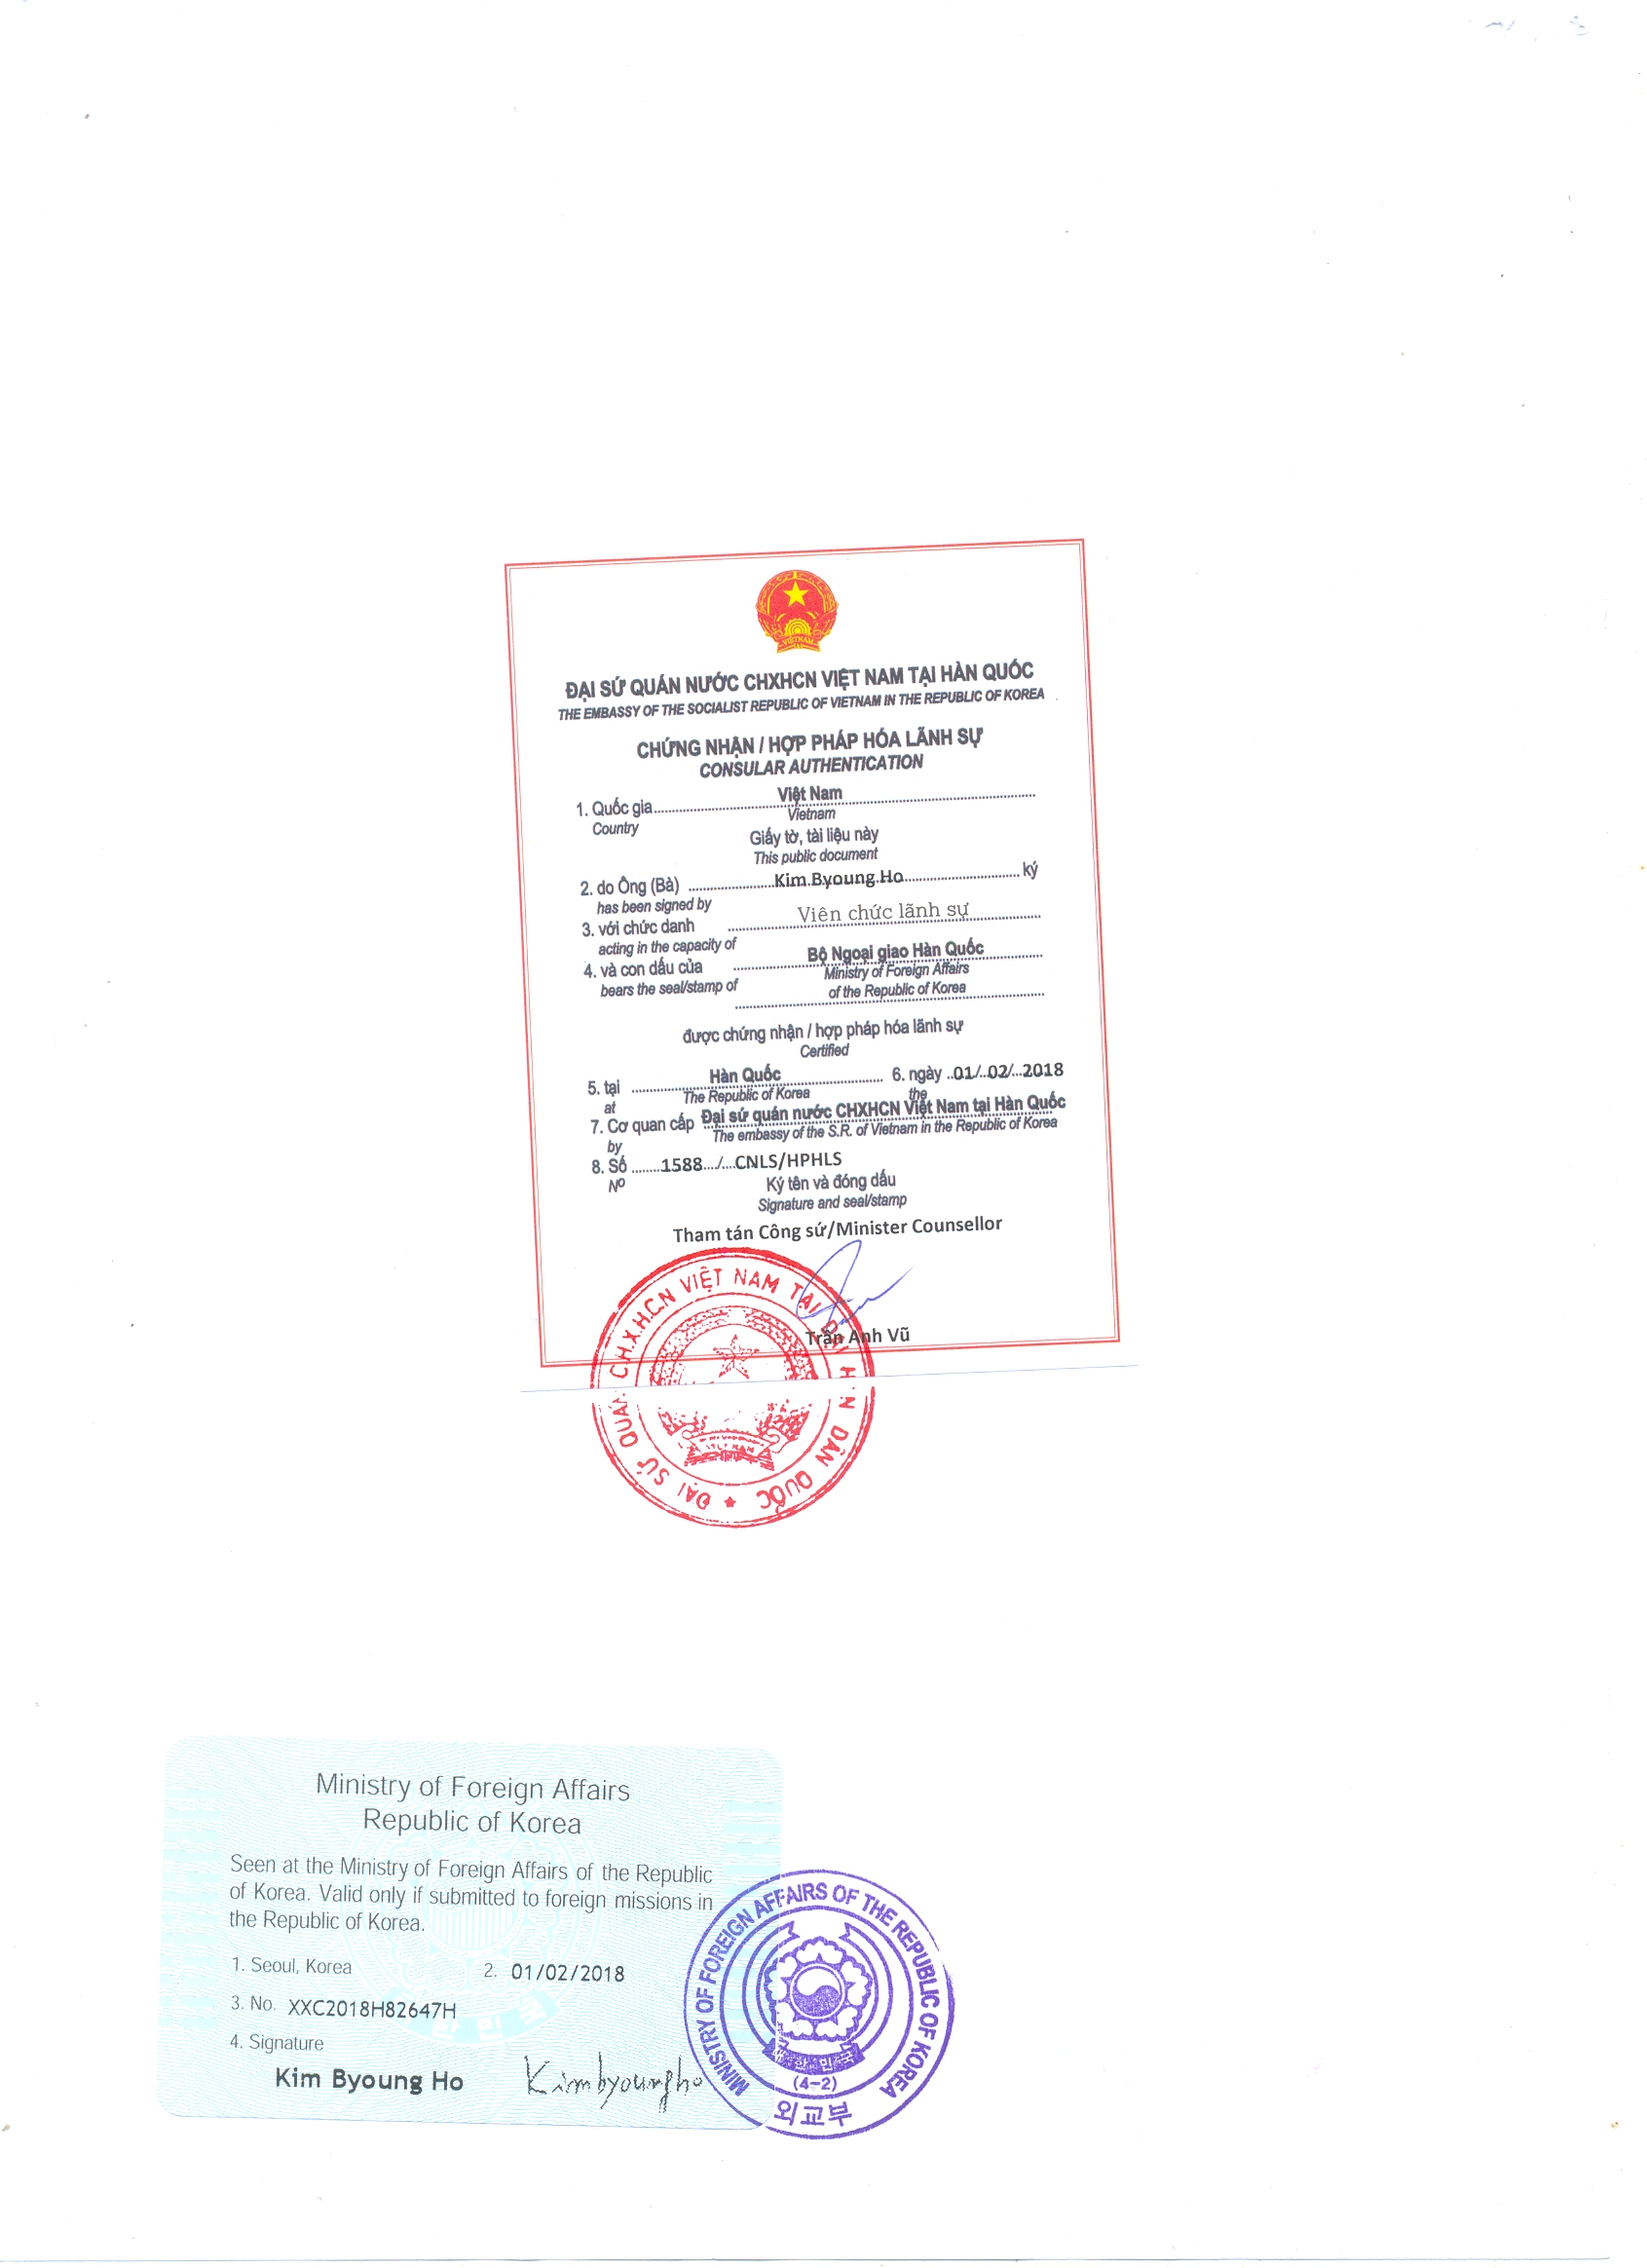 VIỆT NAM
ĐẠI SỨ QUÁN NƯỚC CHXHCN VIỆT NAM TẠI HÀN QUỐC
THE EMBASSY OF THE SOCIALIST REPUBLIC OF VIETNAM IN THE REPUBLIC OF KOREA
CHỨNG NHẬN / HỢP PHÁP HÓA LÃNH SỰ
CONSULAR AUTHENTICATION
1. Quốc gia Việt Nam
Country Vietnam
Giấy tờ, tài liệu này
This public document
2. do Ông (Bà) Kim.Byoung.Ho ký
has been signed by
3. với chức danh Viên chức lãnh sự
acting in the capacity of
4. và con dấu của Bộ Ngoại giao Hàn Quốc
bears the seal/stamp of Ministry of Foreign Affairs
of the Republic of Korea
được chứng nhận / hợp pháp hóa lãnh sự
Certified
5. tại Hàn Quốc 6. ngày ..01/..02/...2018
at The Republic of Korea the
7. Cơ quan cấp Đại sứ quán nước CHXHCN Việt Nam tại Hàn Quốc
by The embassy of the S.R. of Vietnam in the Republic of Korea
8. Số ........1588.../....CNLS/HPHLS
Nº Ký tên và đóng dấu
Signature and seal/stamp
Tham tán Công sứ/Minister Counsellor
Trần Anh Vũ
ĐẠI SỨ QUÁN C.H.X.H.C.N VIỆT NAM TẠI ĐẠI HÀN DÂN QUỐC
Ministry of Foreign Affairs
Republic of Korea
Seen at the Ministry of Foreign Affairs of the Republic
of Korea. Valid only if submitted to foreign missions in
the Republic of Korea.
1. Seoul, Korea 2. 01/02/2018
3. No. XXC2018H82647H
4. Signature
Kim Byoung Ho Kimbyoungho
MINISTRY OF FOREIGN AFFAIRS OF THE REPUBLIC OF KOREA
대한민국
(4-2)
외교부